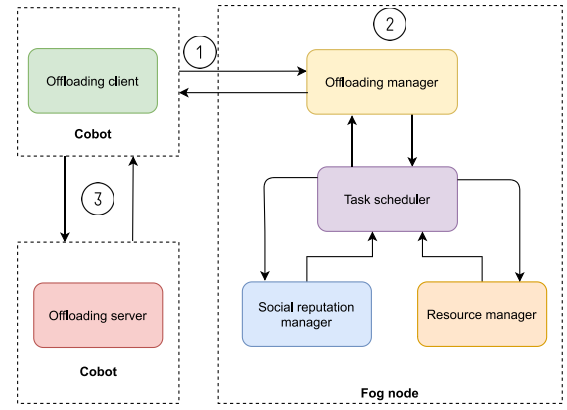 1
2
Offloading client
Offloading manager
Cobot
3
Task scheduler
Social reputation
manager
Resource manager
Offloading server
Cobot
Fog node